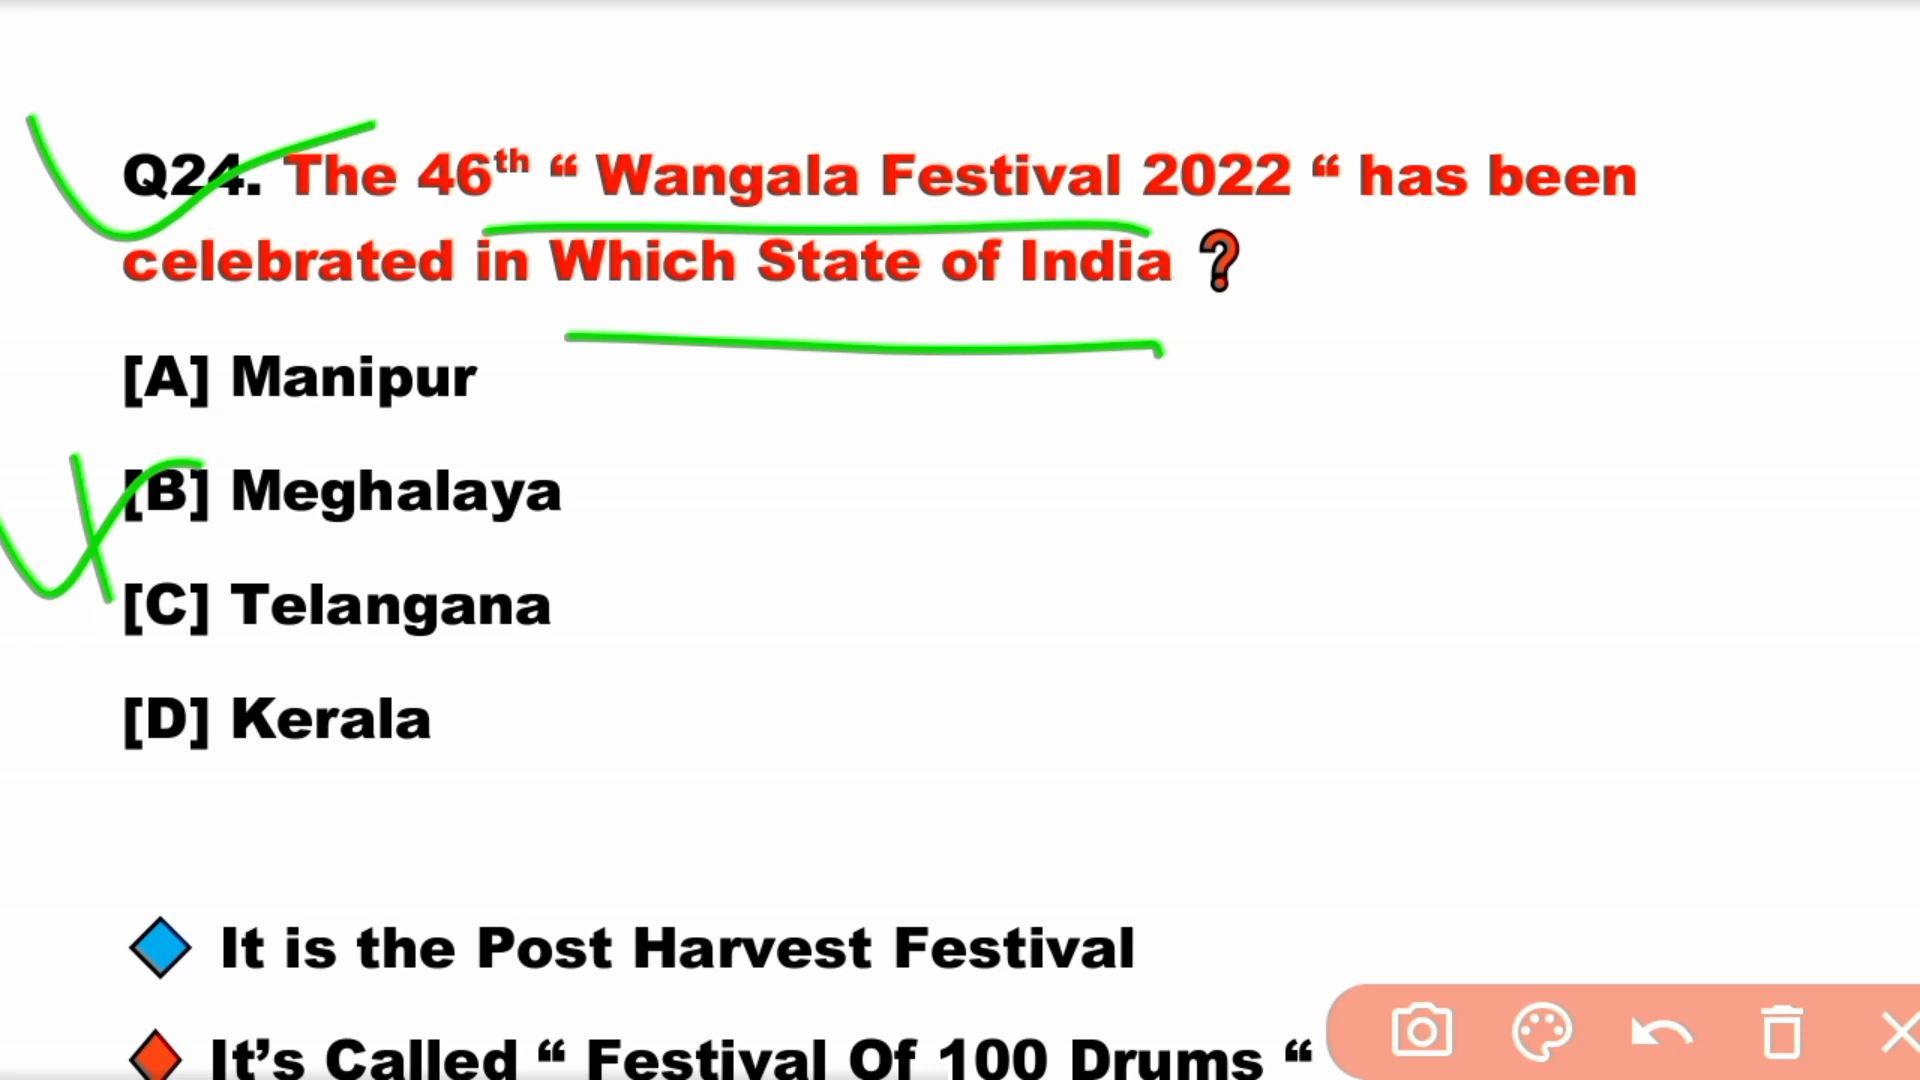 Q24. The 46th “ Wangala Festival 2022 “ has been
celebrated in Which State of India ❓
[A] Manipur
[B] Meghalaya
[C] Telangana
[D] Kerala
It is the Post Harvest Festival
It’s Called “ Festival Of 100 Drums “